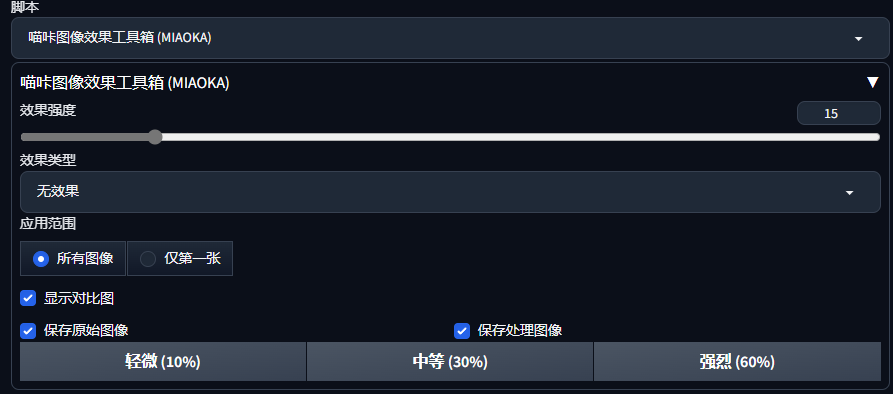 脚本
喵咔图像效果工具箱 (MIAOKA)
喵咔图像效果工具箱 (MIAOKA)
效果强度
15
效果类型
无效果
应用范围
所有图像 仅第一张
显示对比图
保存原始图像 保存处理图像
轻微 (10%) 中等 (30%) 强烈 (60%)